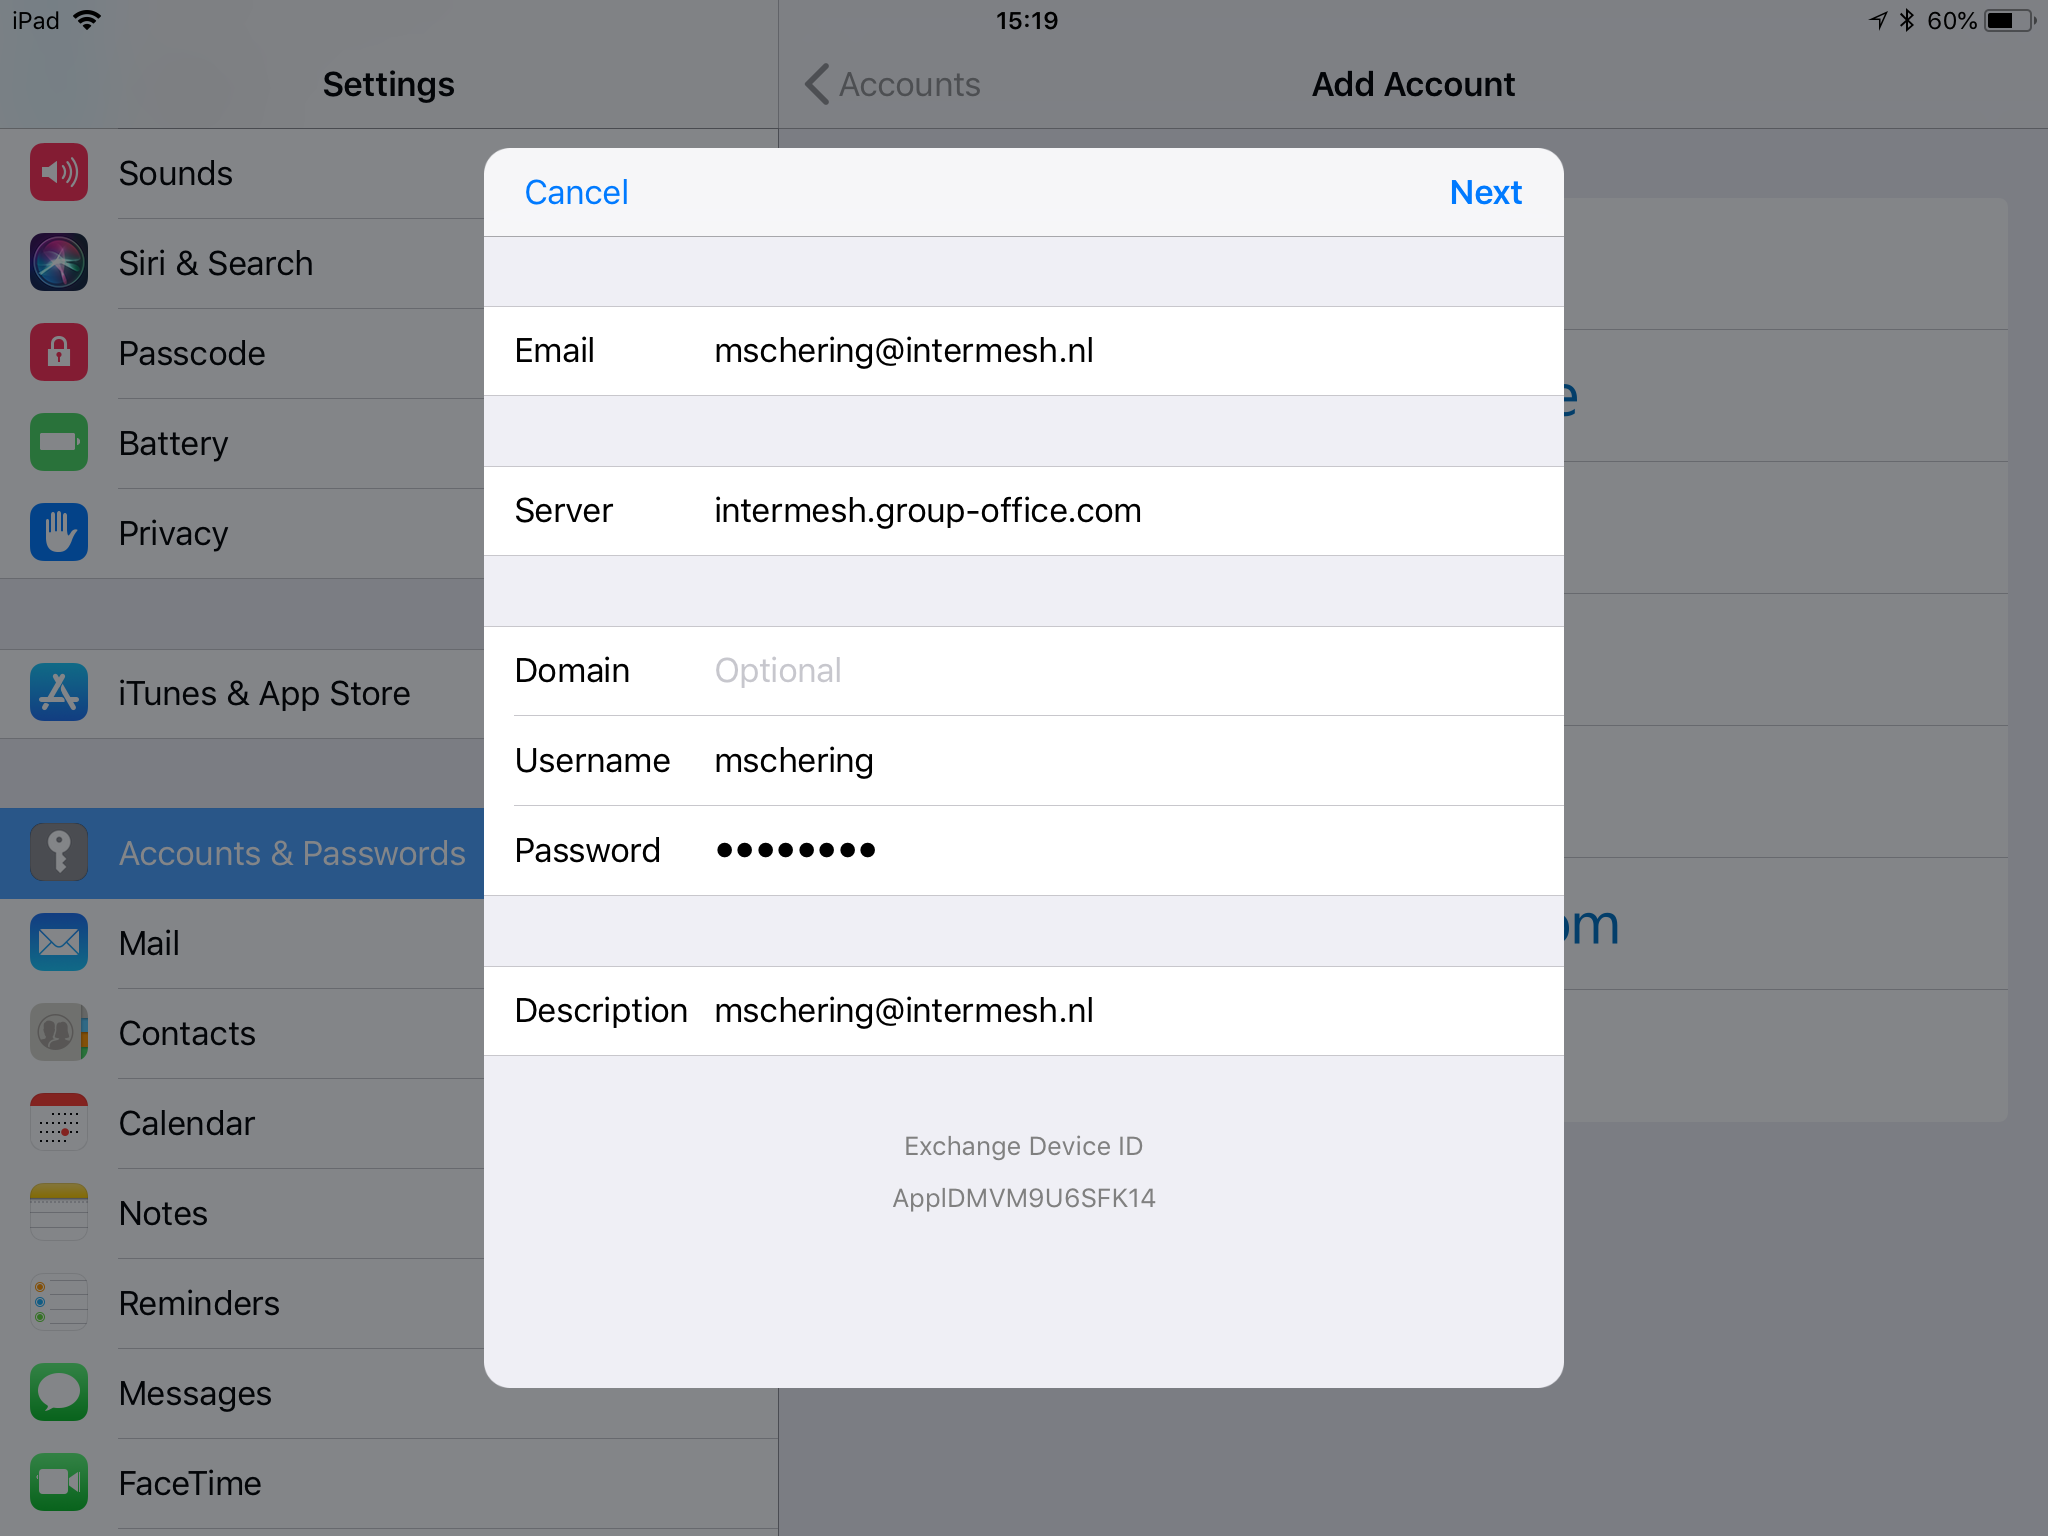 iPad 15:19 60%
Settings
Accounts Add Account
Sounds
Siri & Search
Passcode
Battery
Privacy
iTunes & App Store
Accounts & Passwords
Mail
Contacts
Calendar
Notes
Reminders
Messages
FaceTime
Cancel Next
Email mschering@intermesh.nl
Server intermesh.group-office.com
Domain Optional
Username mschering
Password ●●●●●●●●
Description mschering@intermesh.nl
Exchange Device ID
ApplDMVM9U6SFK14